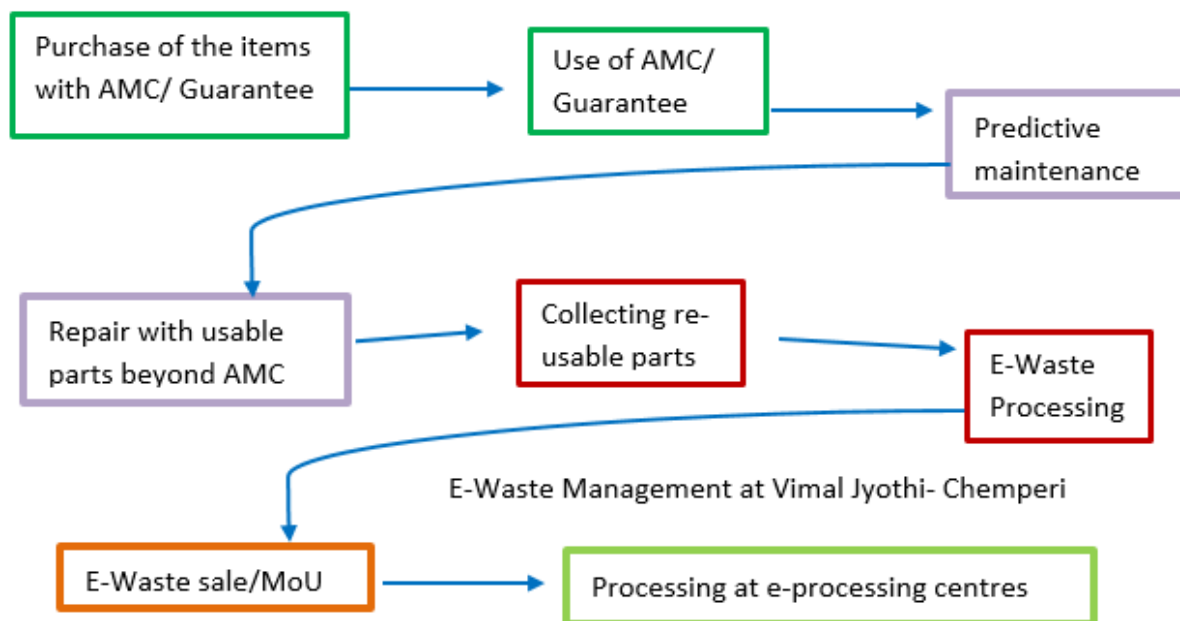 Purchase of the items
with AMC/ Guarantee
Use of AMC/
Guarantee
Predictive
maintenance
Repair with usable
parts beyond AMC
Collecting re-
usable parts
E-Waste
Processing
E-Waste Management at Vimal Jyothi- Chemperi
E-Waste sale/MoU
Processing at e-processing centres